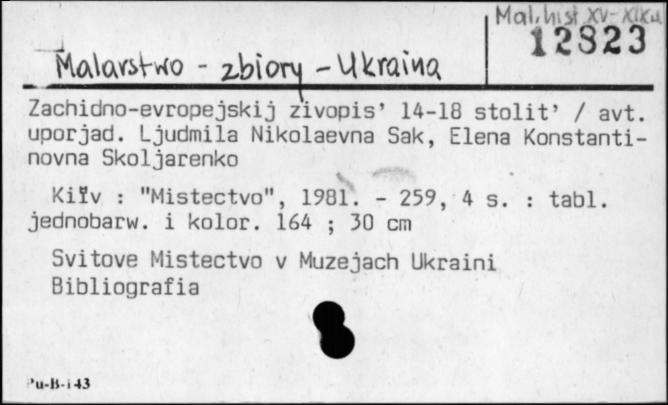 Mal. hist XV-XIXw
12823
Malarstwo - zbiory - Ukraina
Zachidno-evropejskij zivopis' 14-18 stolit' / avt.
uporjad. Ljudmila Nikolaevna Sak, Elena Konstanti-
novna Skoljarenko
Kiïv : "Mistectvo", 1981. - 259, 4 s. : tabl.
jednobarw. i kolor. 164 ; 30 cm
Svitove Mistectvo v Muzejach Ukraini
Bibliografia
Pu-B-i 43